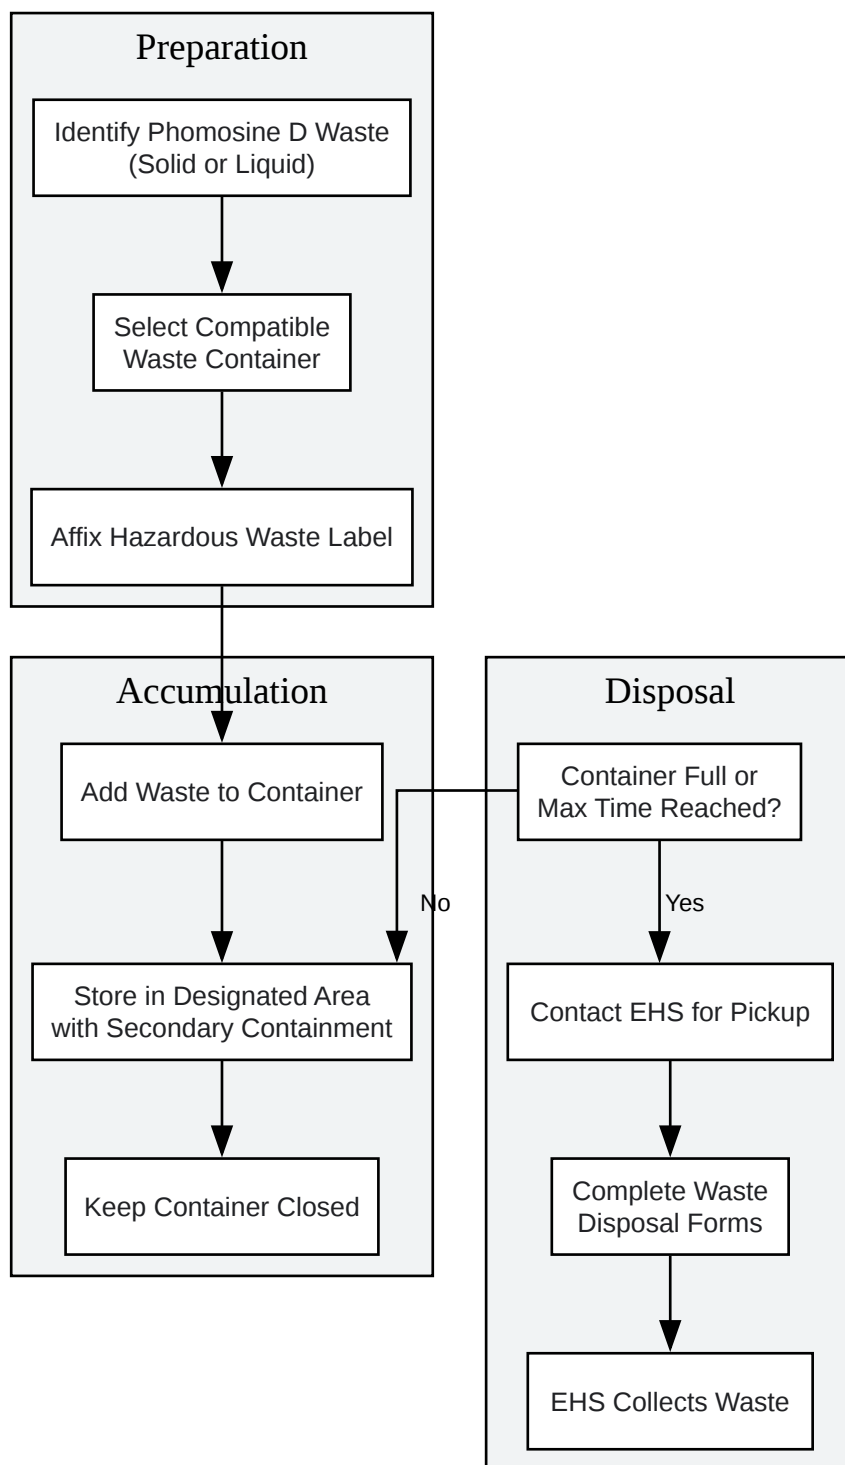 Preparation
Identify Phomosine D Waste
(Solid or Liquid)
Select Compatible
Waste Container
Affix Hazardous Waste Label
Accumulation
Add Waste to Container
No
Store in Designated Area
with Secondary Containment
Keep Container Closed
Disposal
Container Full or
Max Time Reached?
Yes
Contact EHS for Pickup
Complete Waste
Disposal Forms
EHS Collects Waste